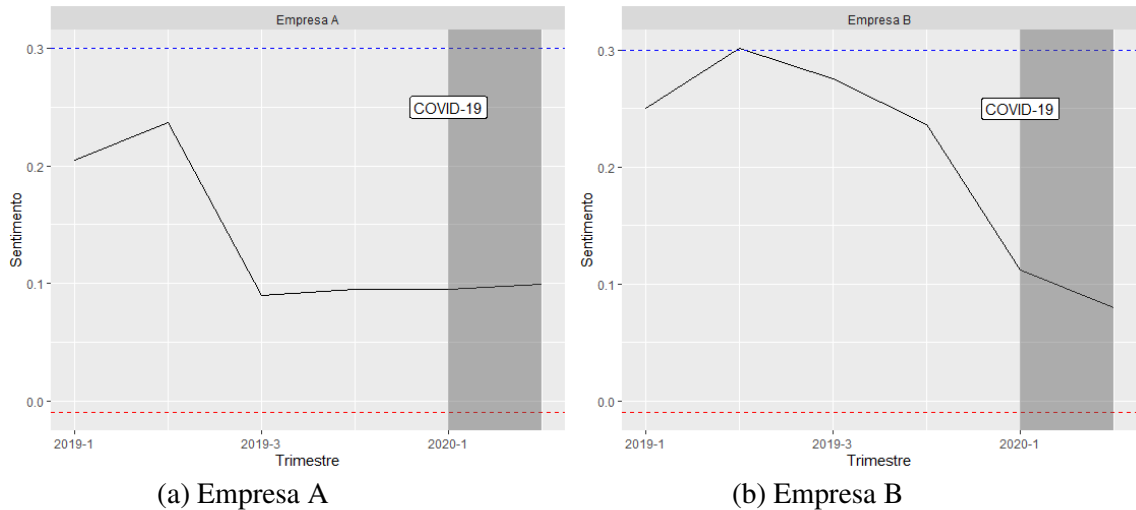 Empresa A
0.3
0.2
0.1
0.0
Sentimento
COVID-19
2019-1
2019-3
2020-1
Trimestre
(a) Empresa A
Empresa B
0.3
0.2
0.1
0.0
Sentimento
COVID-19
2019-1
2019-3
2020-1
Trimestre
(b) Empresa B